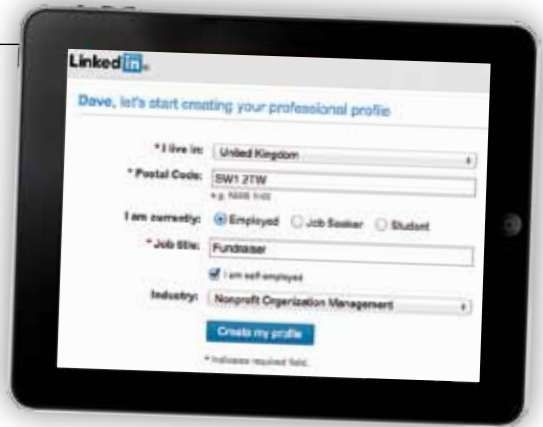 Linked in
Dave, let's start creating your professional profile
* I live in: United Kingdom
* Postal Code: SW1 2TW
e.g.
I am currently: Employed Job Seeker Student
* Job title: Fundraiser
I am self-employed
Industry: Nonprofit Organization Management
Create my profile
* Indicates required field.